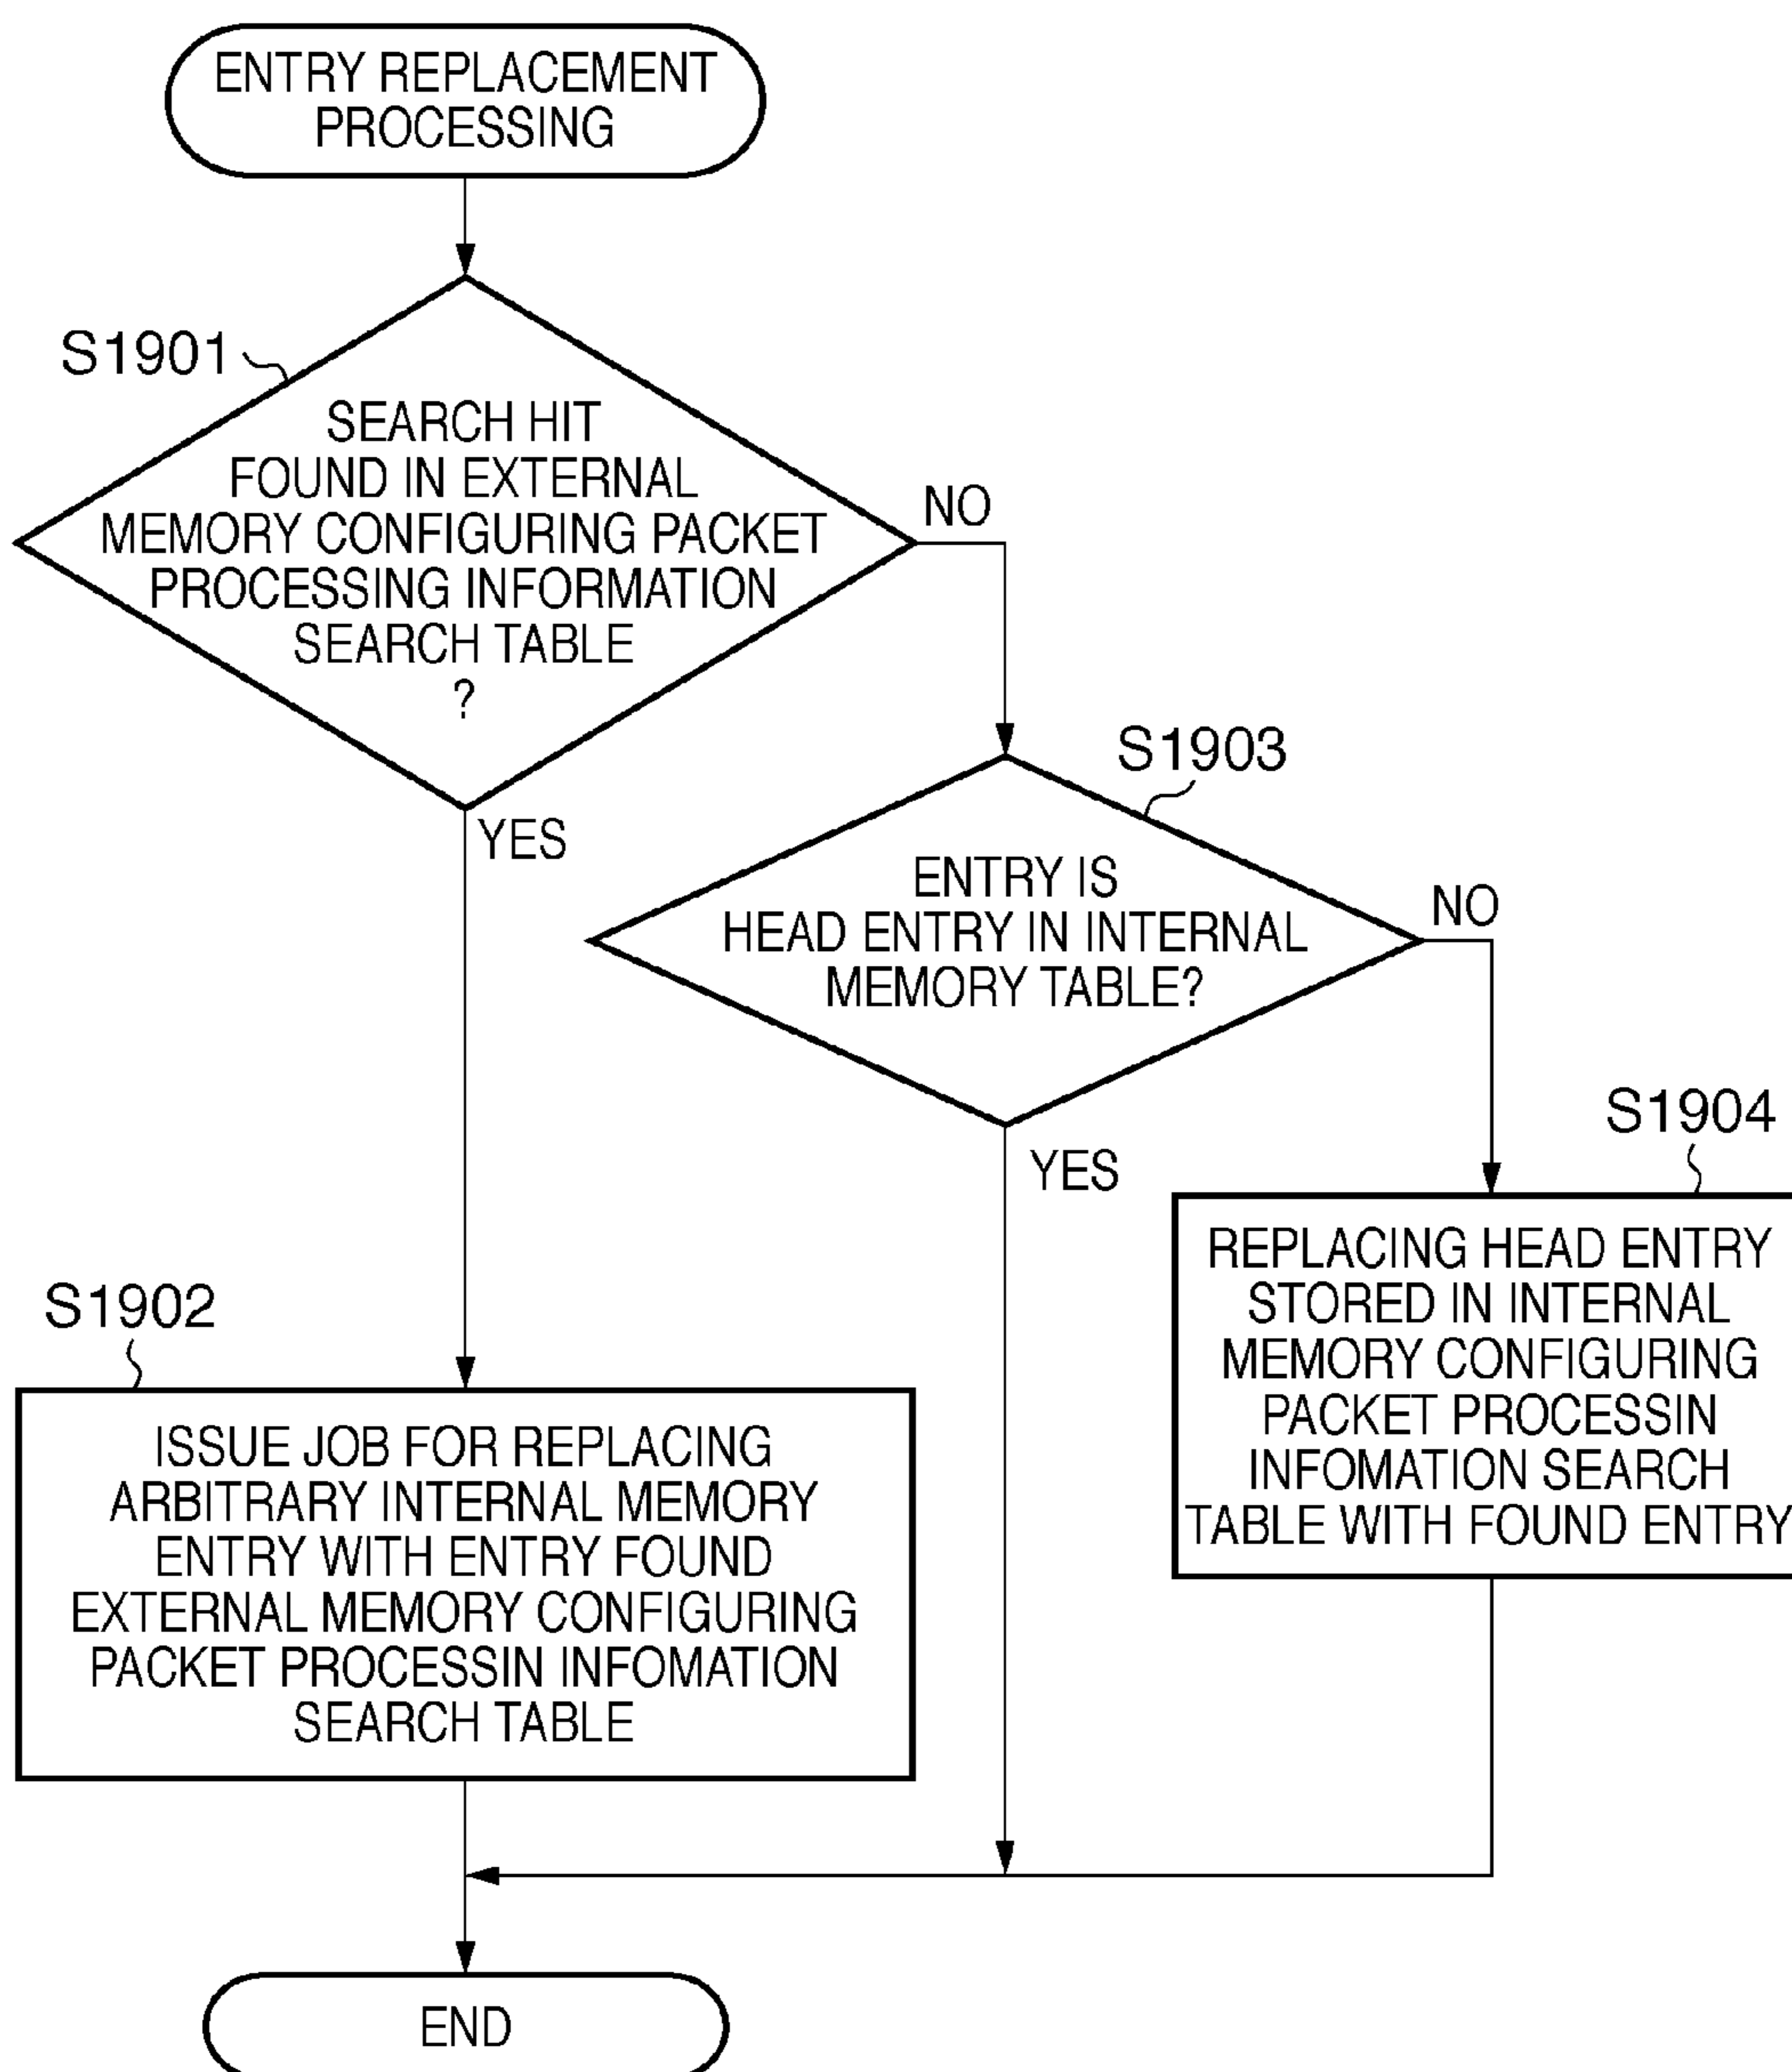 ENTRY REPLACEMENT
PROCESSING
S1901
SEARCH HIT
FOUND IN EXTERNAL
MEMORY CONFIGURING PACKET
PROCESSING INFORMATION
SEARCH TABLE
?
NO
YES
S1903
ENTRY IS
HEAD ENTRY IN INTERNAL
MEMORY TABLE?
NO
YES
S1904
REPLACING HEAD ENTRY
STORED IN INTERNAL
MEMORY CONFIGURING
PACKET PROCESSIN
INFOMATION SEARCH
TABLE WITH FOUND ENTRY
S1902
ISSUE JOB FOR REPLACING
ARBITRARY INTERNAL MEMORY
ENTRY WITH ENTRY FOUND
EXTERNAL MEMORY CONFIGURING
PACKET PROCESSIN INFOMATION
SEARCH TABLE
END